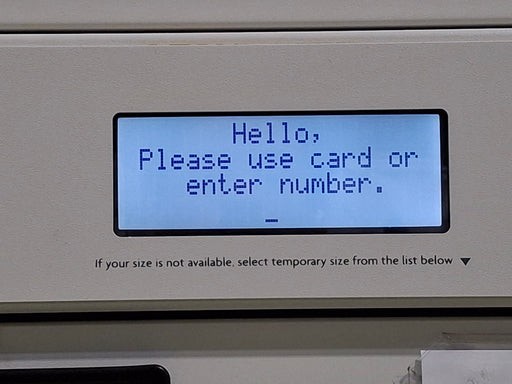 Hello,
Please use card or
enter number.
_
If your size is not available, select temporary size from the list below ▼